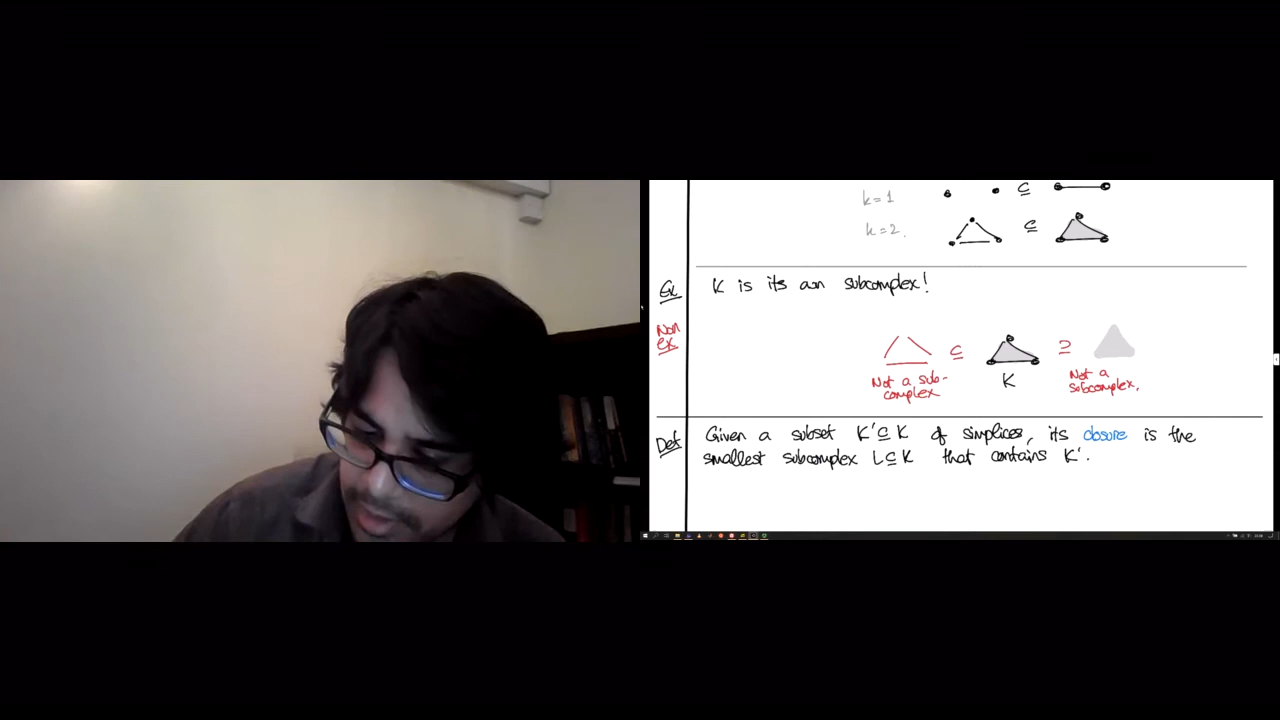 k=1 ⊆
k=2. ⊆
Ex K is its own subcomplex!
Non
ex ⊆ K ⊇
Not a sub-
complex
Not a
subcomplex.
Def Given a subset K'⊆K of simplices, its closure is the
smallest subcomplex L⊆K that contains K'.